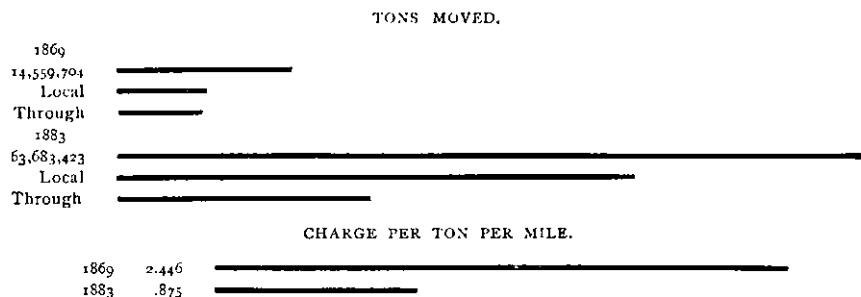 TONS MOVED.
1869
14,559,704
Local
Through
1883
63,683,423
Local
Through
CHARGE PER TON PER MILE.
1869 2.446
1883 .875